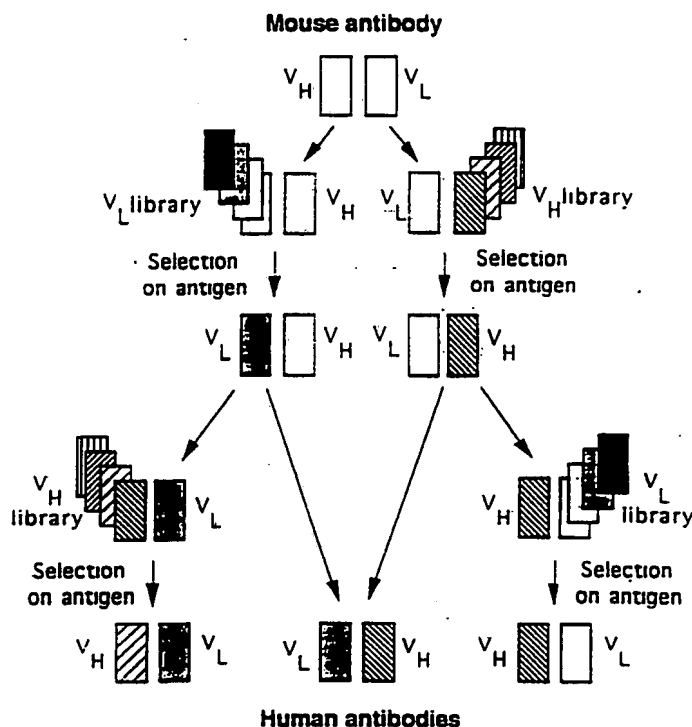 Mouse antibody
V_H V_L
V_L library V_H V_L V_H library
Selection on antigen Selection on antigen
V_L V_H V_L V_H
V_H library V_L V_H V_L library
Selection on antigen Selection on antigen
V_H V_L V_L V_H V_H V_L
Human antibodies